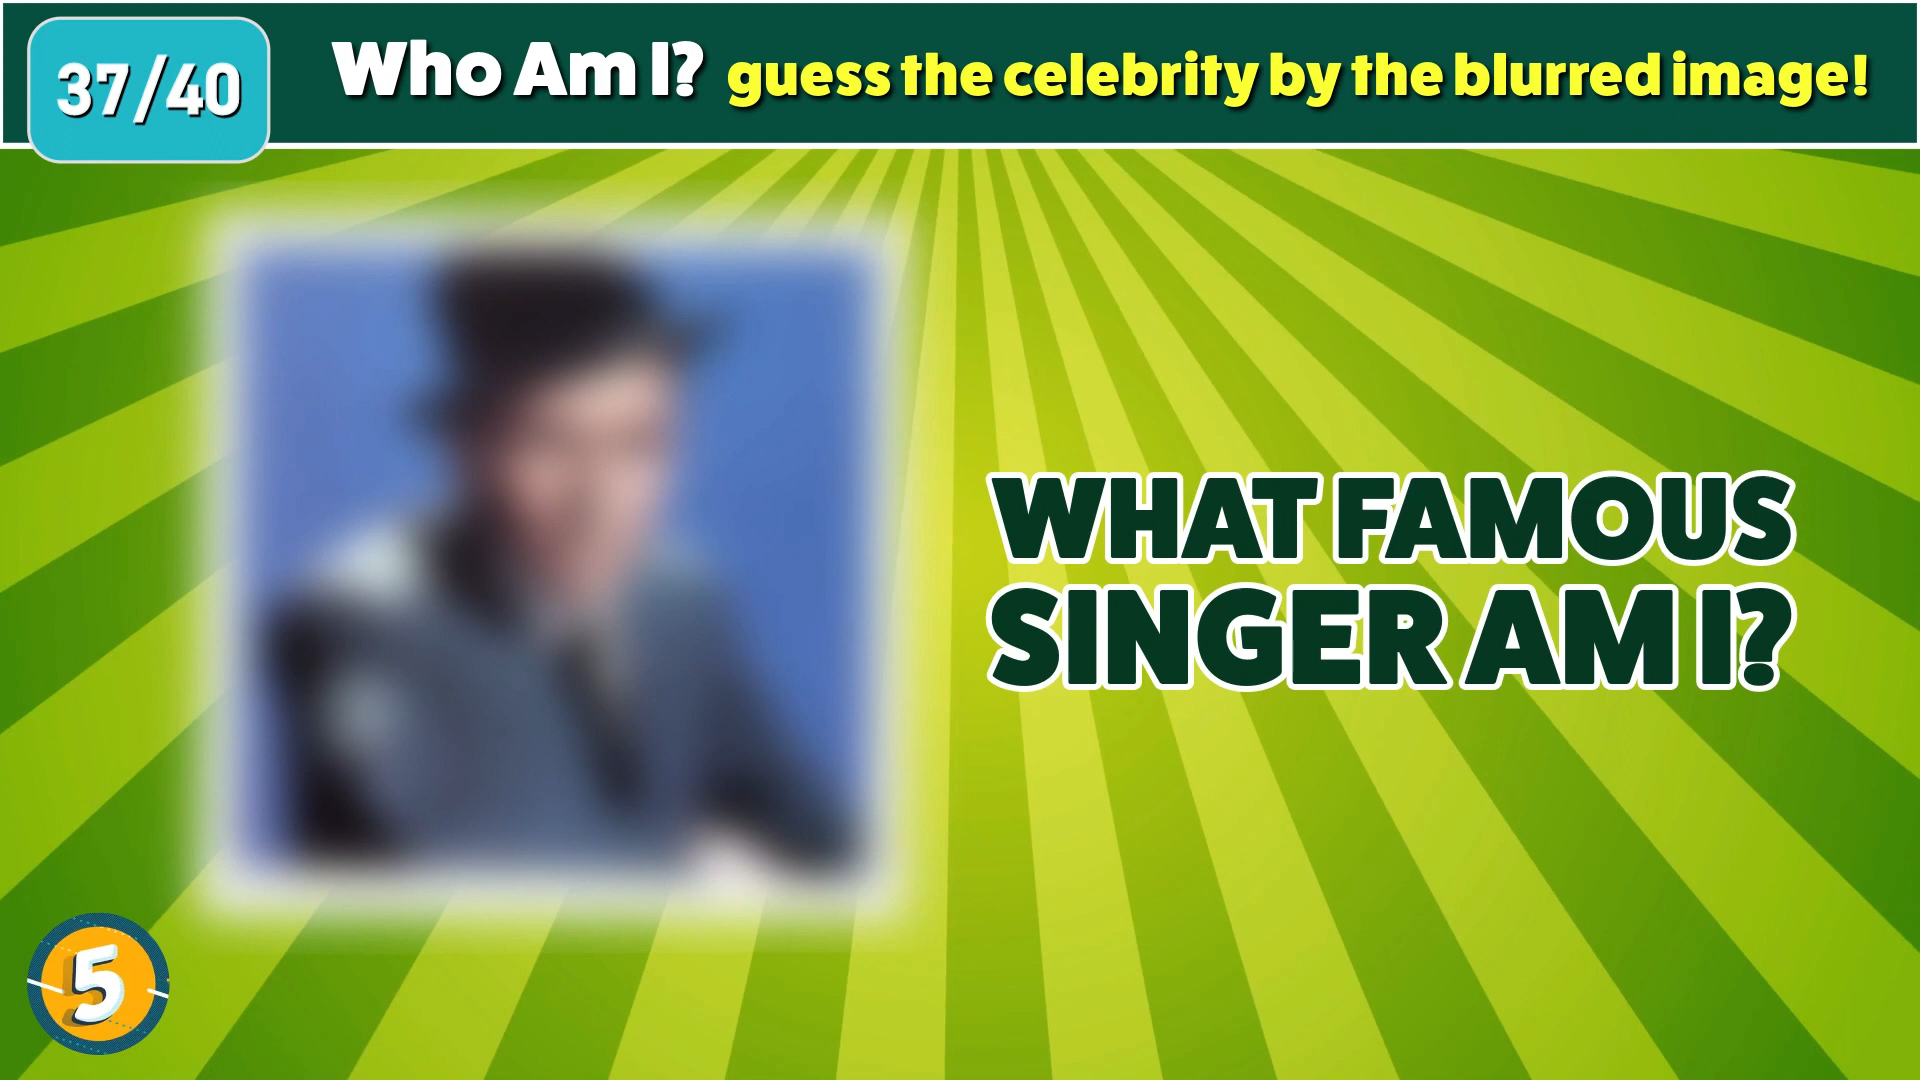 37/40
Who Am I? guess the celebrity by the blurred image!
WHAT FAMOUS
SINGER AM I?
5